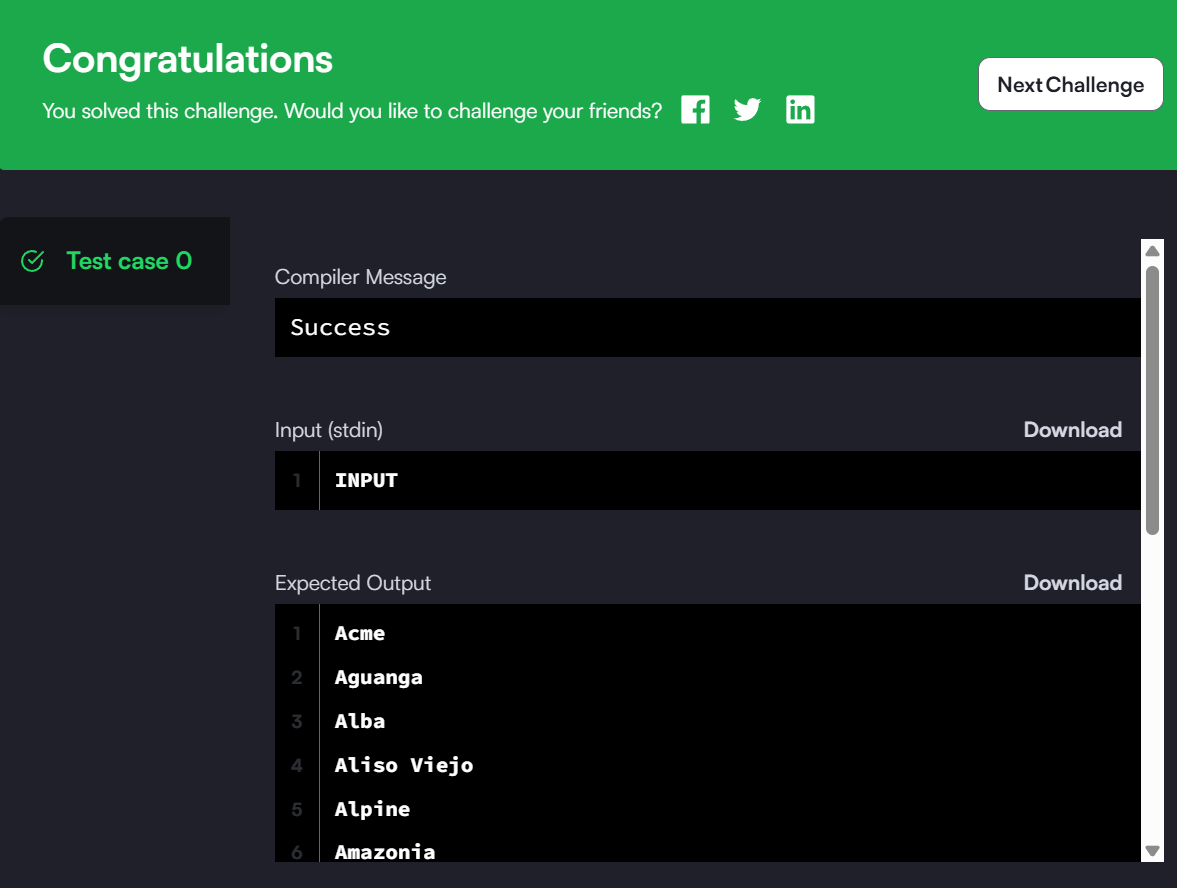 Congratulations
You solved this challenge. Would you like to challenge your friends?
Next Challenge
Test case 0
Compiler Message
Success
Input (stdin)
Download
1 INPUT
Expected Output
Download
1 Acme
2 Aguanga
3 Alba
4 Aliso Viejo
5 Alpine
6 Amazonia